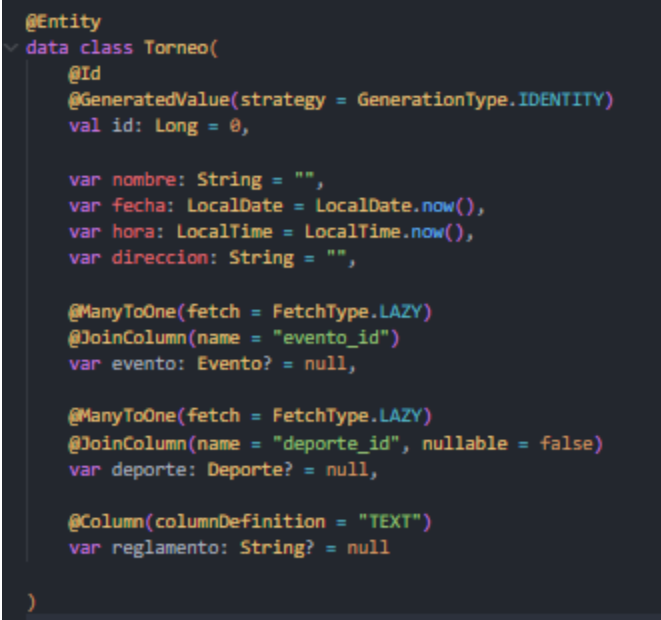 @Entity
data class Torneo(
@Id
@GeneratedValue(strategy = GenerationType.IDENTITY)
val id: Long = 0,
var nombre: String = "",
var fecha: LocalDate = LocalDate.now(),
var hora: LocalTime = LocalTime.now(),
var direccion: String = "",
@ManyToOne(fetch = FetchType.LAZY)
@JoinColumn(name = "evento_id")
var evento: Evento? = null,
@ManyToOne(fetch = FetchType.LAZY)
@JoinColumn(name = "deporte_id", nullable = false)
var deporte: Deporte? = null,
@Column(columnDefinition = "TEXT")
var reglamento: String? = null
)